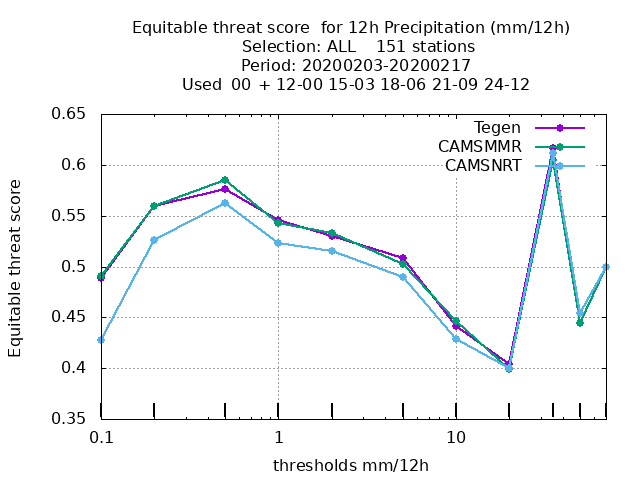 Equitable threat score  for 12h Precipitation (mm/12h)
Selection: ALL    151 stations
Period: 20200203-20200217
Used  00 + 12-00 15-03 18-06 21-09 24-12
Tegen
CAMSMMR
CAMSNRT
0.65
0.6
0.55
0.5
0.45
0.4
0.35
Equitable threat score
0.1 1 10
thresholds mm/12h